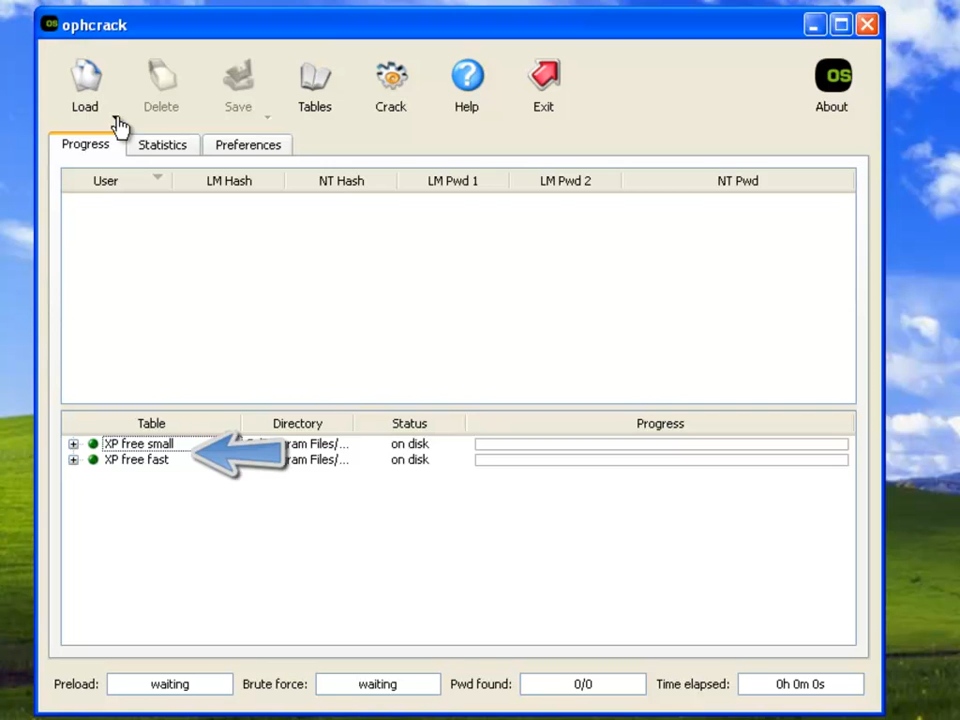 OS ophcrack
Load Delete Save Tables Crack Help Exit OS About
Progress Statistics Preferences
User LM Hash NT Hash LM Pwd 1 LM Pwd 2 NT Pwd
Table Directory Status Progress
XP free small ram Files/... on disk
XP free fast ram Files/... on disk
Preload: waiting Brute force: waiting Pwd found: 0/0 Time elapsed: 0h 0m 0s